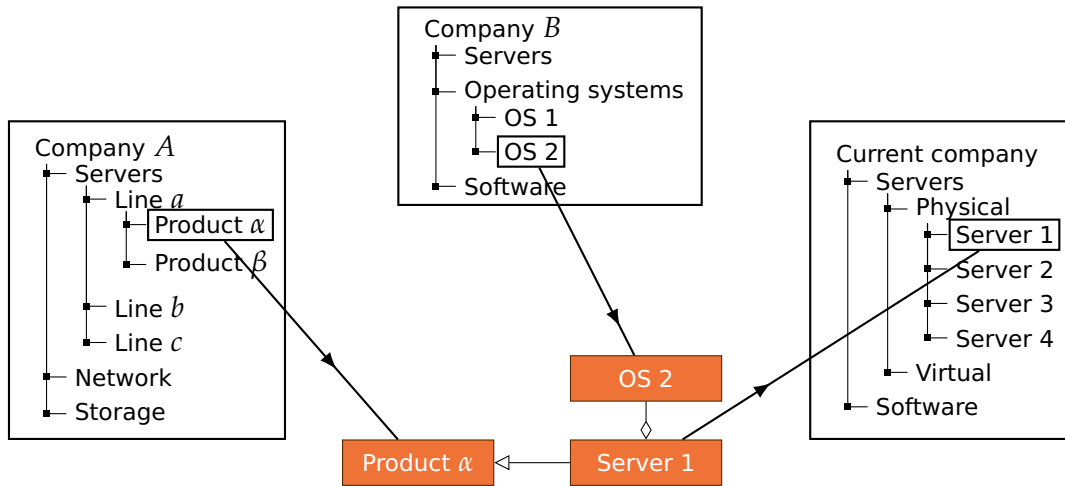 Company B
Servers
Operating systems
OS 1
OS 2
Software
Company A
Servers
Line a
Product α
Product β
Line b
Line c
Network
Storage
Current company
Servers
Physical
Server 1
Server 2
Server 3
Server 4
Virtual
Software
OS 2
Product α
Server 1